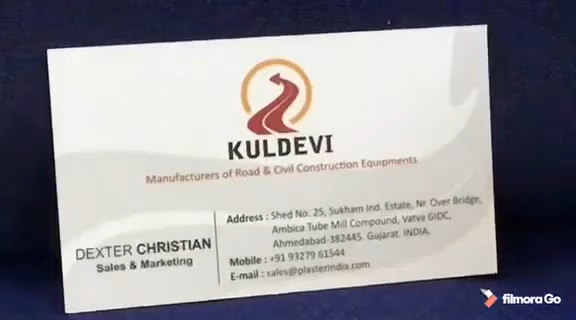 KULDEVI
Manufacturers of Road & Civil Construction Equipments
DEXTER CHRISTIAN
Sales & Marketing
Address : Shed No. 25, Sukham Ind. Estate, Nr. Over Bridge,
Ambica Tube Mill Compound, Vatva GIDC,
Ahmedabad-382445. Gujarat. INDIA.
Mobile : +91 93279 61544
E-mail : sales@plasterindia.com
filmora Go